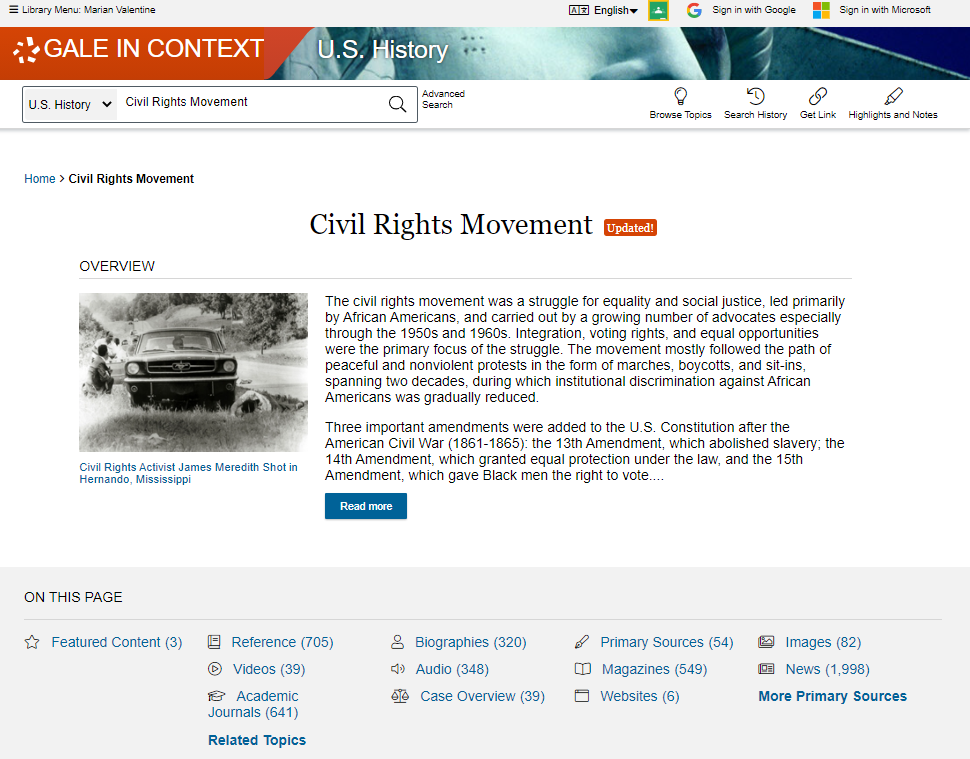 Library Menu: Marian Valentine
English
Sign in with Google
Sign in with Microsoft
GALE IN CONTEXT
U.S. History
U.S. History
Civil Rights Movement
Advanced
Search
Browse Topics
Search History
Get Link
Highlights and Notes
Home > Civil Rights Movement
Civil Rights Movement Updated!
OVERVIEW
The civil rights movement was a struggle for equality and social justice, led primarily
by African Americans, and carried out by a growing number of advocates especially
through the 1950s and 1960s. Integration, voting rights, and equal opportunities
were the primary focus of the struggle. The movement mostly followed the path of
peaceful and nonviolent protests in the form of marches, boycotts, and sit-ins,
spanning two decades, during which institutional discrimination against African
Americans was gradually reduced.
Three important amendments were added to the U.S. Constitution after the
American Civil War (1861-1865): the 13th Amendment, which abolished slavery; the
14th Amendment, which granted equal protection under the law, and the 15th
Amendment, which gave Black men the right to vote....
Civil Rights Activist James Meredith Shot in
Hernando, Mississippi
Read more
ON THIS PAGE
Featured Content (3)
Reference (705)
Biographies (320)
Primary Sources (54)
Images (82)
Videos (39)
Audio (348)
Magazines (549)
News (1,998)
Academic
Journals (641)
Case Overview (39)
Websites (6)
More Primary Sources
Related Topics